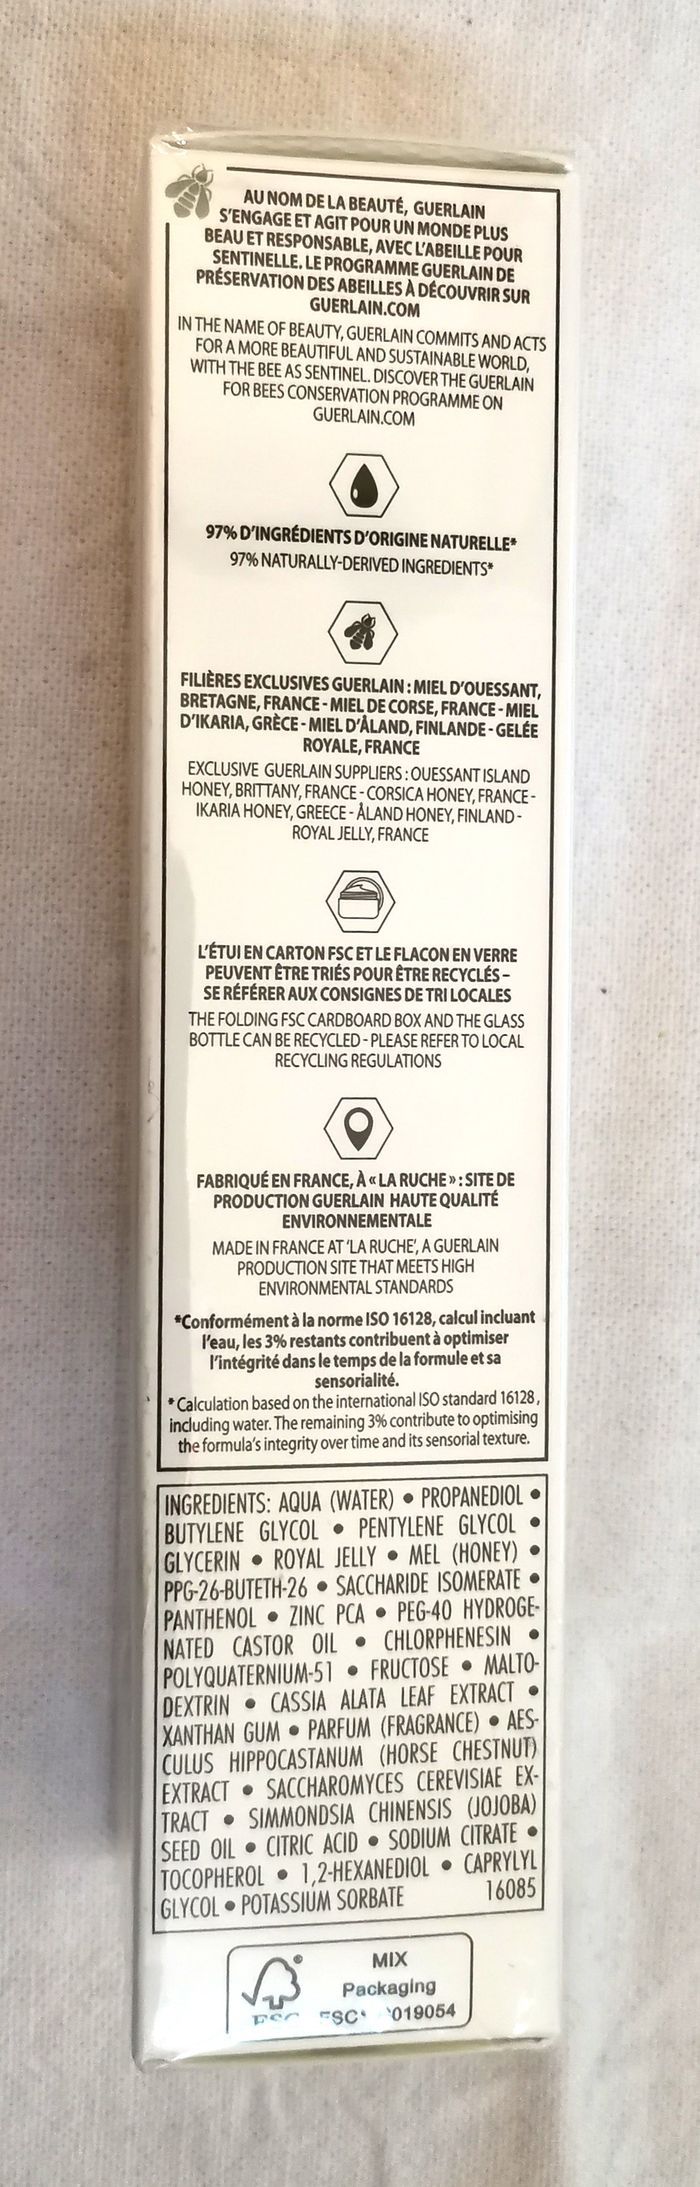 AU NOM DE LA BEAUTÉ, GUERLAIN
S'ENGAGE ET AGIT POUR UN MONDE PLUS
BEAU ET RESPONSABLE, AVEC L'ABEILLE POUR
SENTINELLE. LE PROGRAMME GUERLAIN DE
PRÉSERVATION DES ABEILLES À DÉCOUVRIR SUR
GUERLAIN.COM
IN THE NAME OF BEAUTY, GUERLAIN COMMITS AND ACTS
FOR A MORE BEAUTIFUL AND SUSTAINABLE WORLD,
WITH THE BEE AS SENTINEL. DISCOVER THE GUERLAIN
FOR BEES CONSERVATION PROGRAMME ON
GUERLAIN.COM
97% D'INGRÉDIENTS D'ORIGINE NATURELLE*
97% NATURALLY-DERIVED INGREDIENTS*
FILIÈRES EXCLUSIVES GUERLAIN : MIEL D'OUESSANT,
BRETAGNE, FRANCE - MIEL DE CORSE, FRANCE - MIEL
D'IKARIA, GRÈCE - MIEL D'ÅLAND, FINLANDE - GELÉE
ROYALE, FRANCE
EXCLUSIVE GUERLAIN SUPPLIERS : OUESSANT ISLAND
HONEY, BRITTANY, FRANCE - CORSICA HONEY, FRANCE -
IKARIA HONEY, GREECE - ÅLAND HONEY, FINLAND -
ROYAL JELLY, FRANCE
L'ÉTUI EN CARTON FSC ET LE FLACON EN VERRE
PEUVENT ÊTRE TRIÉS POUR ÊTRE RECYCLÉS –
SE RÉFÉRER AUX CONSIGNES DE TRI LOCALES
THE FOLDING FSC CARDBOARD BOX AND THE GLASS
BOTTLE CAN BE RECYCLED - PLEASE REFER TO LOCAL
RECYCLING REGULATIONS
FABRIQUÉ EN FRANCE, À « LA RUCHE » : SITE DE
PRODUCTION GUERLAIN HAUTE QUALITÉ
ENVIRONNEMENTALE
MADE IN FRANCE AT 'LA RUCHE', A GUERLAIN
PRODUCTION SITE THAT MEETS HIGH
ENVIRONMENTAL STANDARDS
*Conformément à la norme ISO 16128, calcul incluant
l'eau, les 3% restants contribuent à optimiser
l'intégrité dans le temps de la formule et sa
sensorialité.
* Calculation based on the international ISO standard 16128,
including water. The remaining 3% contribute to optimising
the formula's integrity over time and its sensorial texture.
INGREDIENTS: AQUA (WATER) • PROPANEDIOL •
BUTYLENE GLYCOL • PENTYLENE GLYCOL •
GLYCERIN • ROYAL JELLY • MEL (HONEY) •
PPG-26-BUTETH-26 • SACCHARIDE ISOMERATE •
PANTHENOL • ZINC PCA • PEG-40 HYDROGE-
NATED CASTOR OIL • CHLORPHENESIN •
POLYQUATERNIUM-51 • FRUCTOSE • MALTO-
DEXTRIN • CASSIA ALATA LEAF EXTRACT •
XANTHAN GUM • PARFUM (FRAGRANCE) • AES-
CULUS HIPPOCASTANUM (HORSE CHESTNUT)
EXTRACT • SACCHAROMYCES CEREVISIAE EX-
TRACT • SIMMONDSIA CHINENSIS (JOJOBA)
SEED OIL • CITRIC ACID • SODIUM CITRATE •
TOCOPHEROL • 1,2-HEXANEDIOL • CAPRYLYL
GLYCOL • POTASSIUM SORBATE 16085
MIX
Packaging
FSC 019054